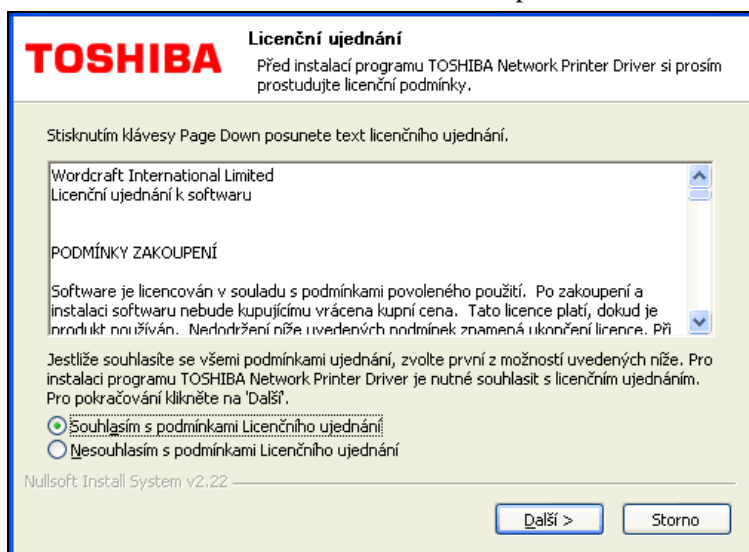 TOSHIBA
Licenční ujednání
Před instalací programu TOSHIBA Network Printer Driver si prosím
prostudujte licenční podmínky.
Stisknutím klávesy Page Down posunete text licenčního ujednání.
Wordcraft International Limited
Licenční ujednání k softwaru
PODMÍNKY ZAKOUPENÍ
Software je licencován v souladu s podmínkami povoleného použití.  Po zakoupení a
instalaci softwaru nebude kupujícímu vrácena kupní cena.  Tato licence platí, dokud je
produkt používán.  Nedodržení níže uvedených podmínek znamená ukončení licence. Při
Jestliže souhlasíte se všemi podmínkami ujednání, zvolte první z možností uvedených níže. Pro
instalaci programu TOSHIBA Network Printer Driver je nutné souhlasit s licenčním ujednáním.
Pro pokračování klikněte na 'Další'.
Souhlasím s podmínkami Licenčního ujednání
Nesouhlasím s podmínkami Licenčního ujednání
Nullsoft Install System v2.22
Další >
Storno